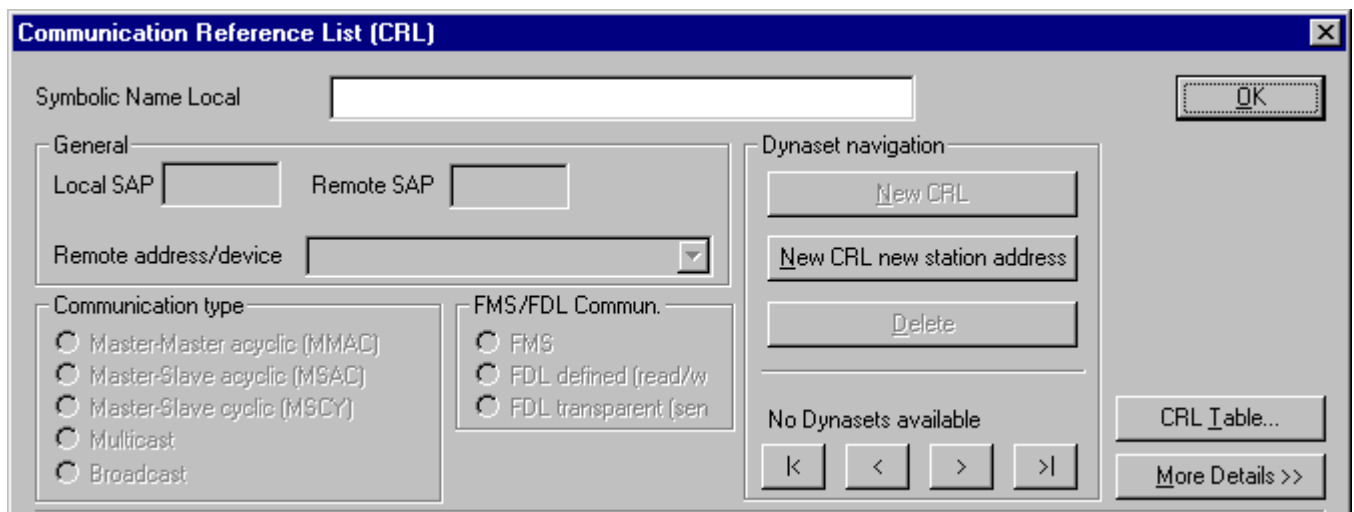 Communication Reference List (CRL)
Symbolic Name Local
OK
General
Local SAP
Remote SAP
Remote address/device
Communication type
Master-Master acyclic (MMAC)
Master-Slave acyclic (MSAC)
Master-Slave cyclic (MSCY)
Multicast
Broadcast
FMS/FDL Commun.
FMS
FDL defined (read/w
FDL transparent (sen
Dynaset navigation
New CRL
New CRL new station address
Delete
No Dynasets available
|<
<
>
>|
CRL Table...
More Details >>